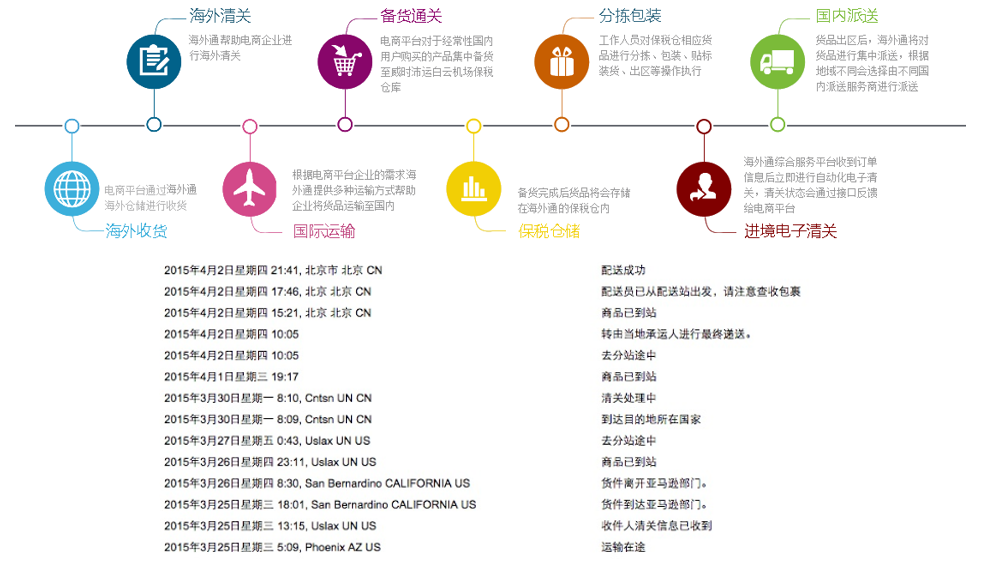 海外清关
海外通帮助电商企业进
行海外清关
备货通关
电商平台对于经常性国内
用户购买的产品集中备货
至威时沛运白云机场保税
仓库
分拣包装
工作人员对保税仓相应货
品进行分拣、包装、贴标
装货、出区等操作执行
国内派送
货品出区后，海外通将对
货品进行集中派送，根据
地域不同会选择由不同国
内派送服务商进行派送
电商平台通过海外通
海外仓储进行收货
海外收货
根据电商平台企业的需求海
外通提供多种运输方式帮助
企业将货品运输至国内
国际运输
备货完成后货品将会存储
在海外通的保税仓内
保税仓储
海外通综合服务平台收到订单
信息后立即进行自动化电子清
关，清关状态会通过接口反馈
给电商平台
进境电子清关
2015年4月2日星期四 21:41, 北京市 北京 CN 配送成功
2015年4月2日星期四 17:46, 北京 北京 CN 配送员已从配送站出发，请注意查收包裹
2015年4月2日星期四 15:21, 北京 北京 CN 商品已到站
2015年4月2日星期四 10:05 转由当地承运人进行最终递送。
2015年4月2日星期四 10:05 去分站途中
2015年4月1日星期三 19:17 商品已到站
2015年3月30日星期一 8:10, Cntsn UN CN 清关处理中
2015年3月30日星期一 8:09, Cntsn UN CN 到达目的地所在国家
2015年3月27日星期五 0:43, Uslax UN US 去分站途中
2015年3月26日星期四 23:11, Uslax UN US 商品已到站
2015年3月26日星期四 8:30, San Bernardino CALIFORNIA US 货件离开亚马逊部门。
2015年3月25日星期三 18:01, San Bernardino CALIFORNIA US 货件到达亚马逊部门。
2015年3月25日星期三 13:15, Uslax UN US 收件人清关信息已收到
2015年3月25日星期三 5:09, Phoenix AZ US 运输在途